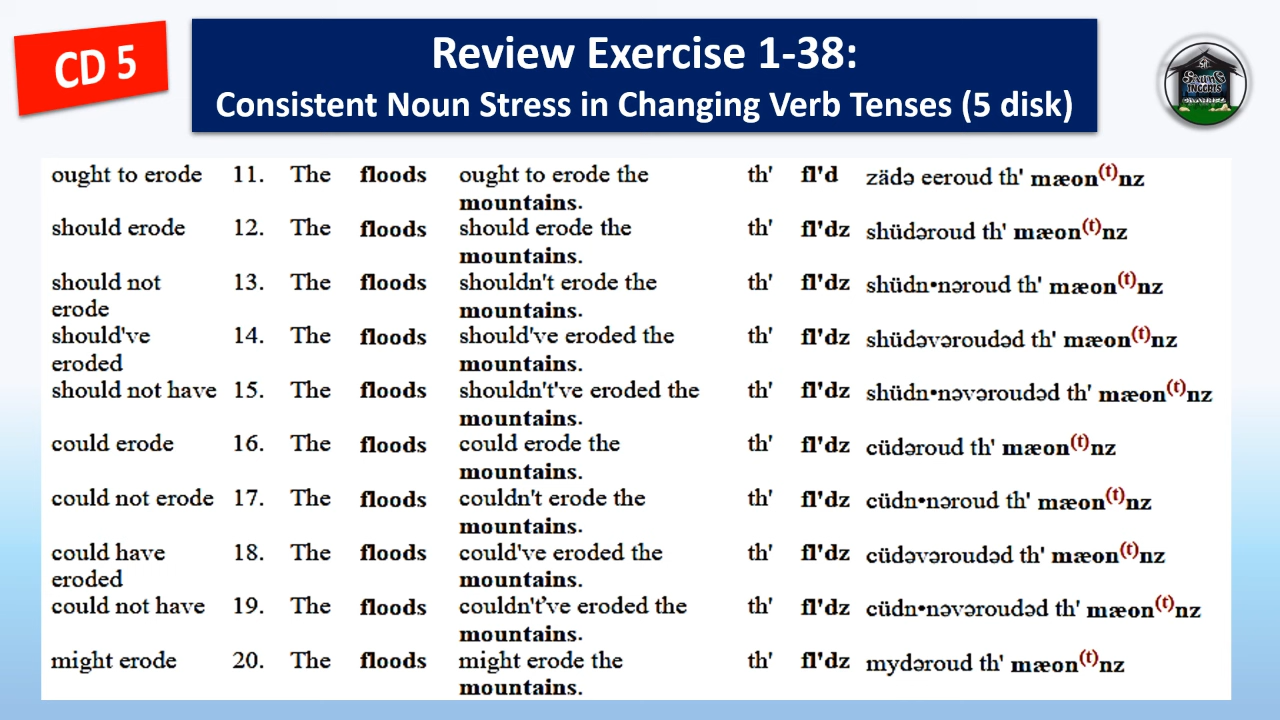 CD 5
Review Exercise 1-38:
Consistent Noun Stress in Changing Verb Tenses (5 disk)
ought to erode 11. The floods ought to erode the th' fl'd zädə eeroud th' mæon(t)nz
mountains.
should erode 12. The floods should erode the th' fl'dz shüdəroud th' mæon(t)nz
mountains.
should not 13. The floods shouldn't erode the th' fl'dz shüdn•nəroud th' mæon(t)nz
erode mountains.
should've 14. The floods should've eroded the th' fl'dz shüdəvəroudəd th' mæon(t)nz
eroded mountains.
should not have 15. The floods shouldn't've eroded the th' fl'dz shüdn•nəvəroudəd th' mæon(t)nz
mountains.
could erode 16. The floods could erode the th' fl'dz cüdəroud th' mæon(t)nz
mountains.
could not erode 17. The floods couldn't erode the th' fl'dz cüdn•nəroud th' mæon(t)nz
mountains.
could have 18. The floods could've eroded the th' fl'dz cüdəvəroudəd th' mæon(t)nz
eroded mountains.
could not have 19. The floods couldn't've eroded the th' fl'dz cüdn•nəvəroudəd th' mæon(t)nz
mountains.
might erode 20. The floods might erode the th' fl'dz mydəroud th' mæon(t)nz
mountains.